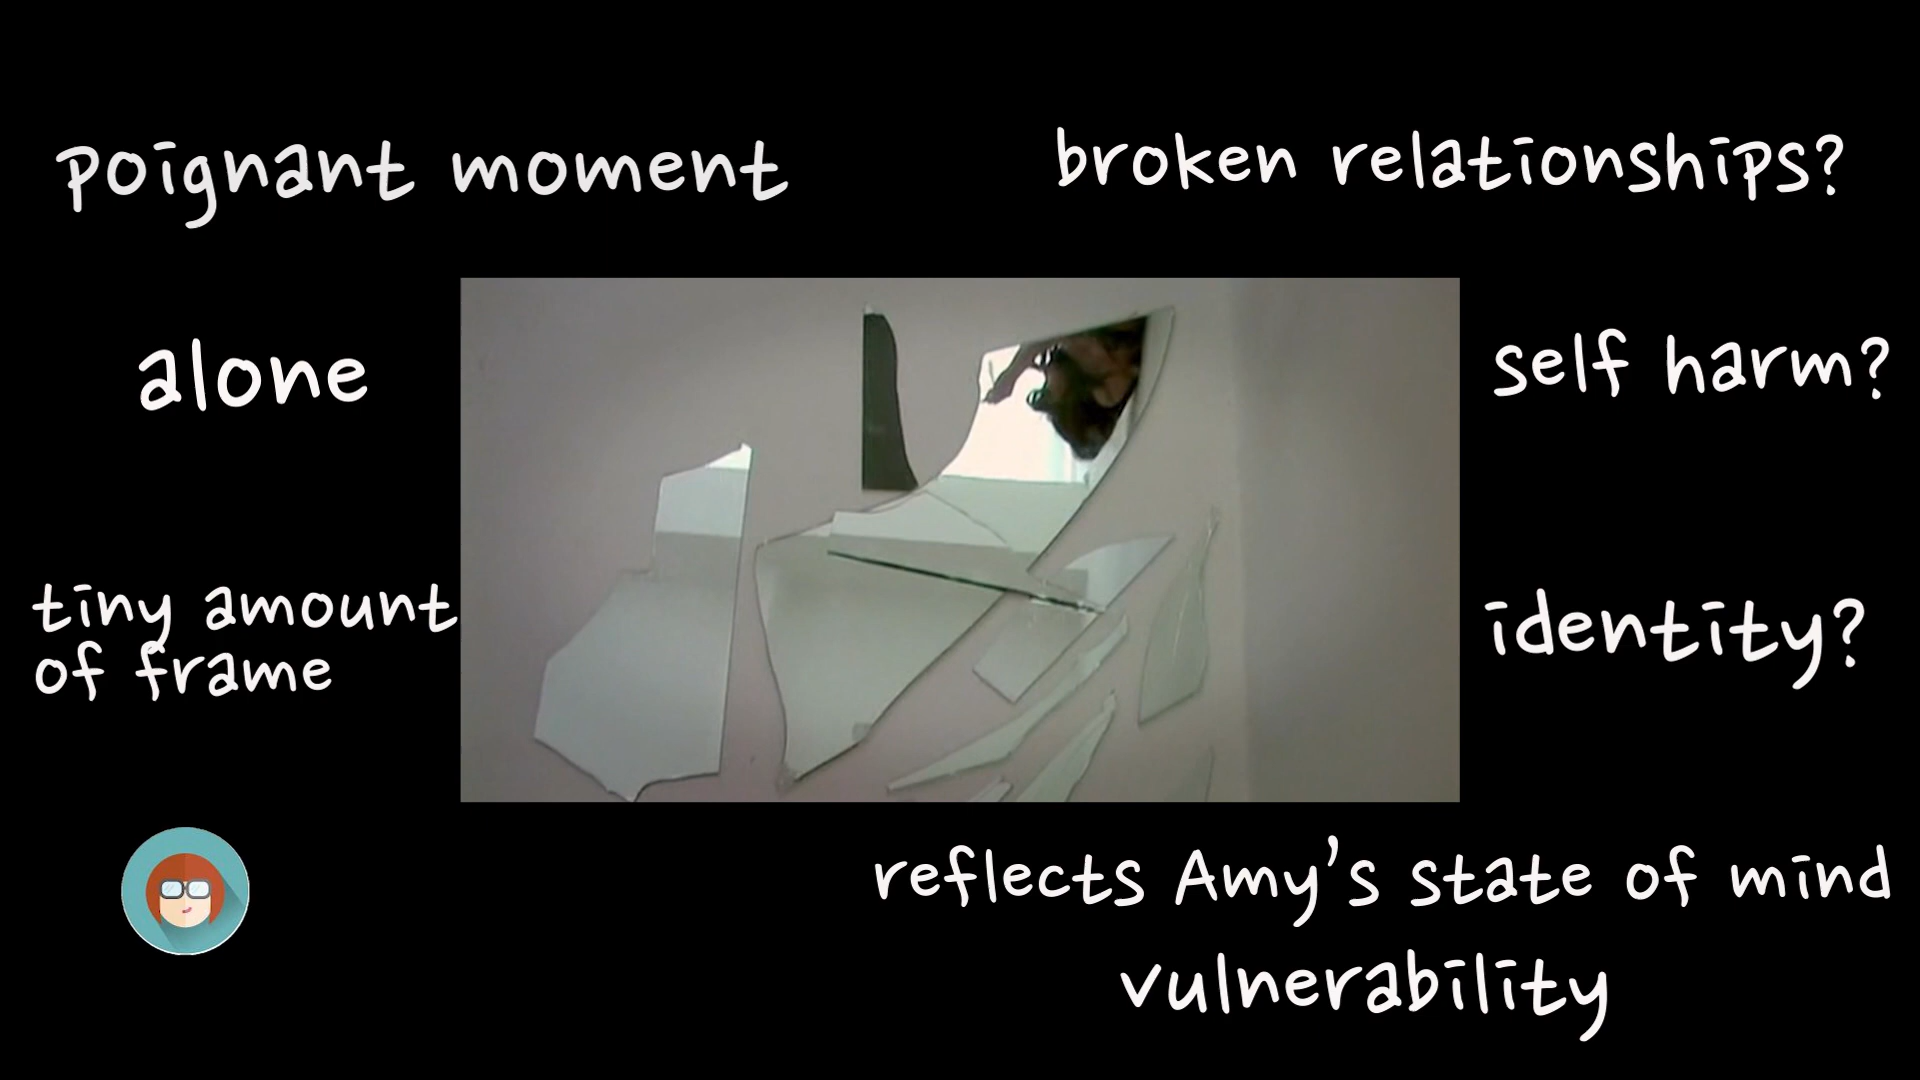 poignant moment
broken relationships?
alone
self harm?
tiny amount
of frame
identity?
reflects Amy's state of mind
vulnerability